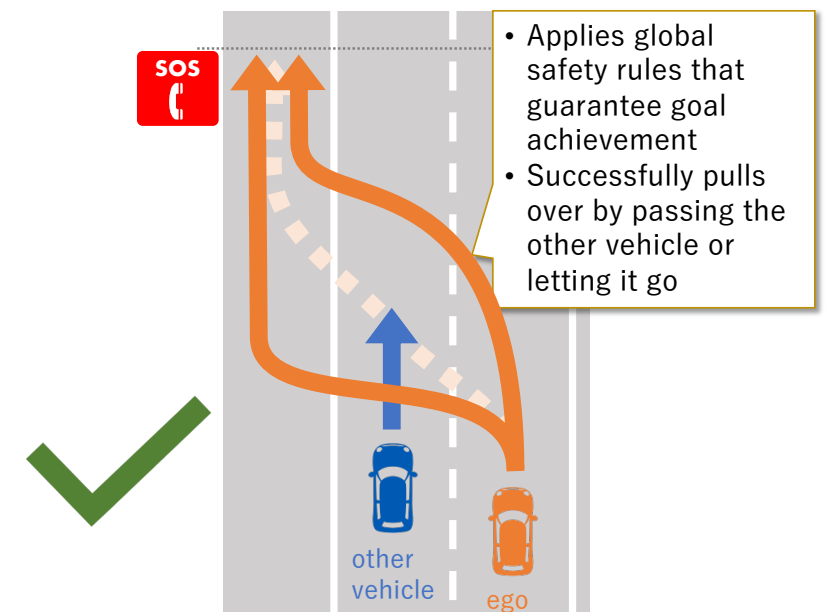 SOS
• Applies global
safety rules that
guarantee goal
achievement
• Successfully pulls
over by passing the
other vehicle or
letting it go
other
vehicle
ego